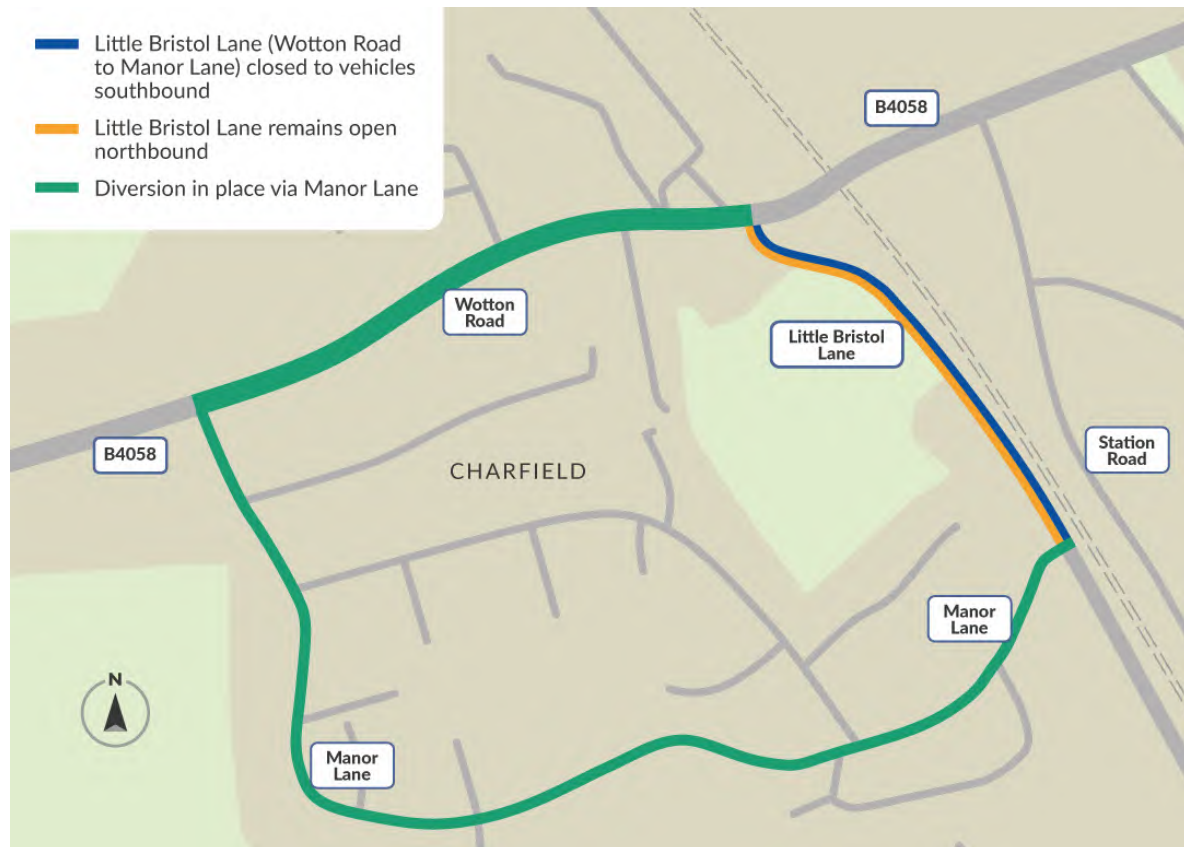 Little Bristol Lane (Wotton Road
to Manor Lane) closed to vehicles
southbound
Little Bristol Lane remains open
northbound
Diversion in place via Manor Lane
B4058
Wotton
Road
Little Bristol
Lane
B4058
Station
Road
CHARFIELD
Manor
Lane
N
Manor
Lane